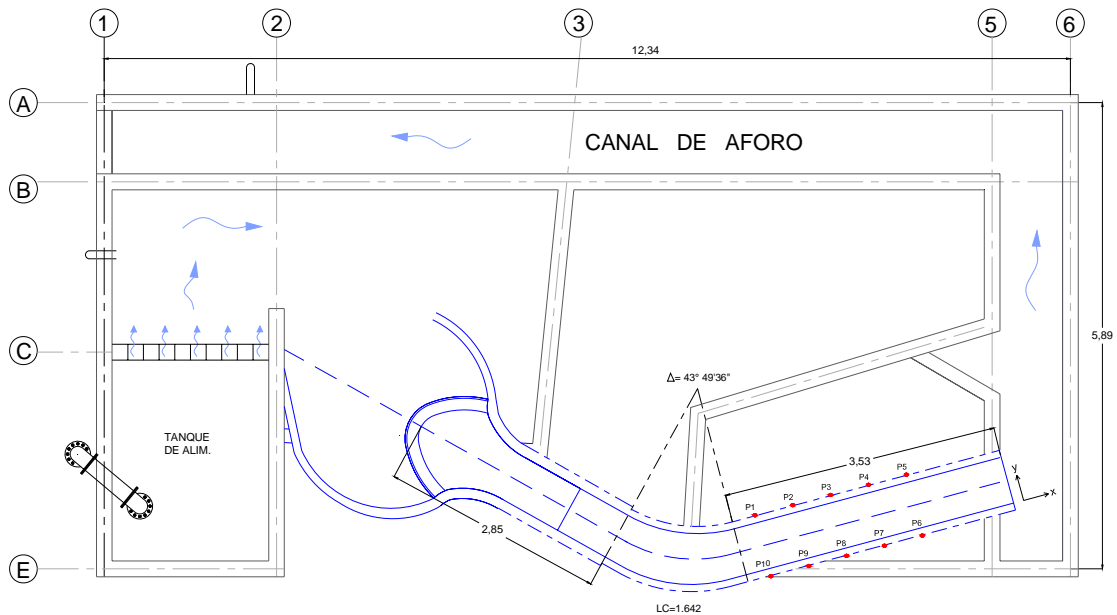 1
2
3
5
6
12,34
A
CANAL DE AFORO
B
C
5,89
Δ= 43° 49'36"
TANQUE
DE ALIM.
3,53
P1
P2
P3
P4
P5
y
x
2,85
P6
P7
P8
P9
P10
E
LC=1.642